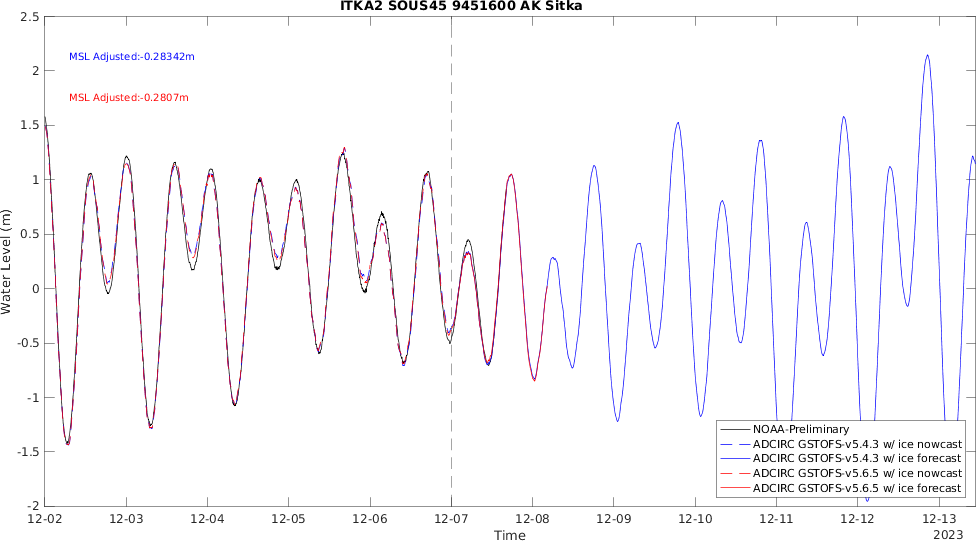 ITKA2 SOUS45 9451600 AK Sitka
MSL Adjusted:-0.28342m
MSL Adjusted:-0.2807m
Water Level (m)
2.5
2
1.5
1
0.5
0
-0.5
-1
-1.5
-2
NOAA-Preliminary
ADCIRC GSTOFS-v5.4.3 w/ ice nowcast
ADCIRC GSTOFS-v5.4.3 w/ ice forecast
ADCIRC GSTOFS-v5.6.5 w/ ice nowcast
ADCIRC GSTOFS-v5.6.5 w/ ice forecast
12-02 12-03 12-04 12-05 12-06 12-07 12-08 12-09 12-10 12-11 12-12 12-13
Time
2023